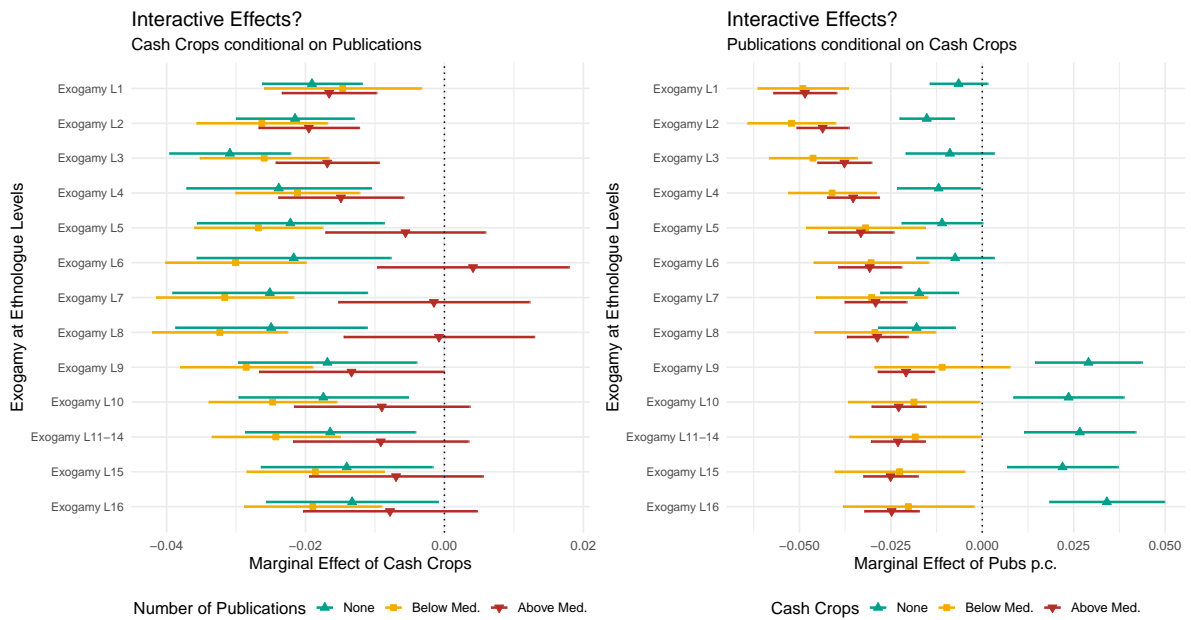 Interactive Effects?
Cash Crops conditional on Publications
Exogamy at Ethnologue Levels
Exogamy L1
Exogamy L2
Exogamy L3
Exogamy L4
Exogamy L5
Exogamy L6
Exogamy L7
Exogamy L8
Exogamy L9
Exogamy L10
Exogamy L11−14
Exogamy L15
Exogamy L16
−0.04 −0.02 0.00 0.02
Marginal Effect of Cash Crops
Number of Publications None Below Med. Above Med.
Interactive Effects?
Publications conditional on Cash Crops
Exogamy at Ethnologue Levels
Exogamy L1
Exogamy L2
Exogamy L3
Exogamy L4
Exogamy L5
Exogamy L6
Exogamy L7
Exogamy L8
Exogamy L9
Exogamy L10
Exogamy L11−14
Exogamy L15
Exogamy L16
−0.050 −0.025 0.000 0.025 0.050
Marginal Effect of Pubs p.c.
Cash Crops None Below Med. Above Med.